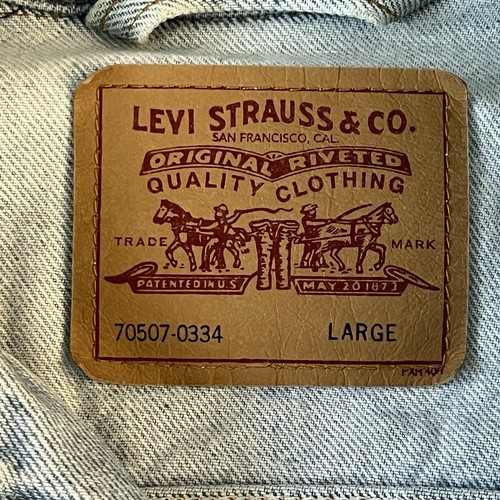 LEVI STRAUSS & CO.
SAN FRANCISCO, CAL.
ORIGINAL RIVETED
QUALITY CLOTHING
TRADE MARK
PATENTED IN U.S MAY 20 1873
70507-0334 LARGE